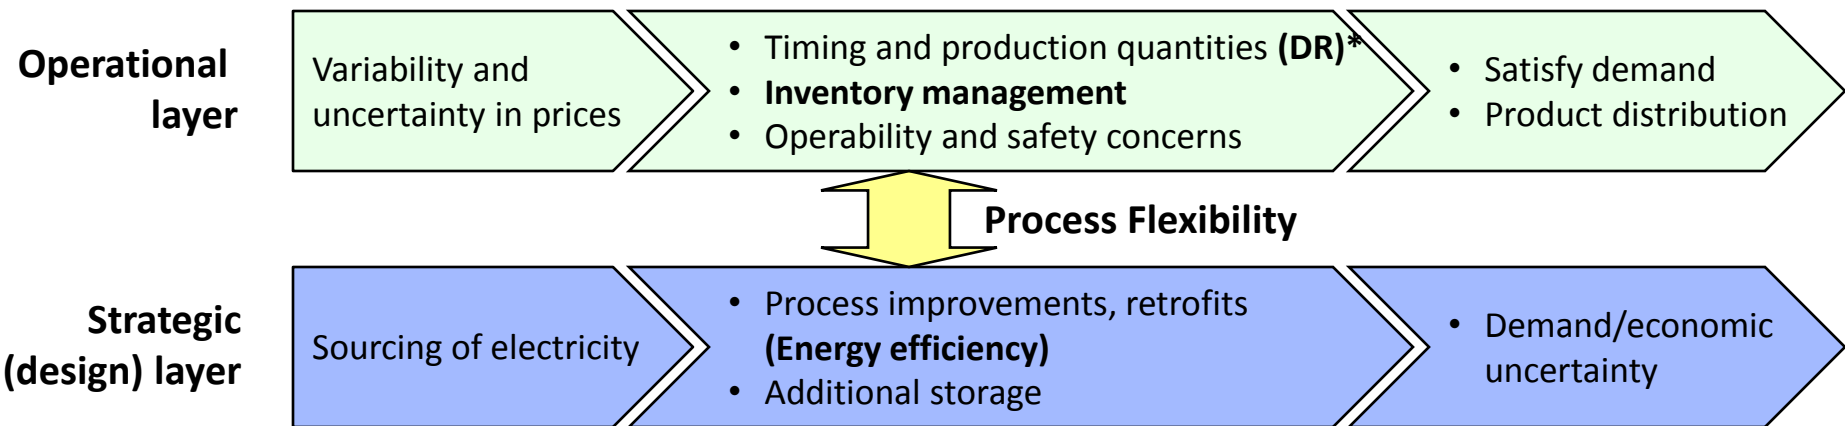 Operational
layer
Variability and
uncertainty in prices
• Timing and production quantities (DR)*
• Inventory management
• Operability and safety concerns
• Satisfy demand
• Product distribution
Process Flexibility
Strategic
(design) layer
Sourcing of electricity
• Process improvements, retrofits
(Energy efficiency)
• Additional storage
• Demand/economic
uncertainty